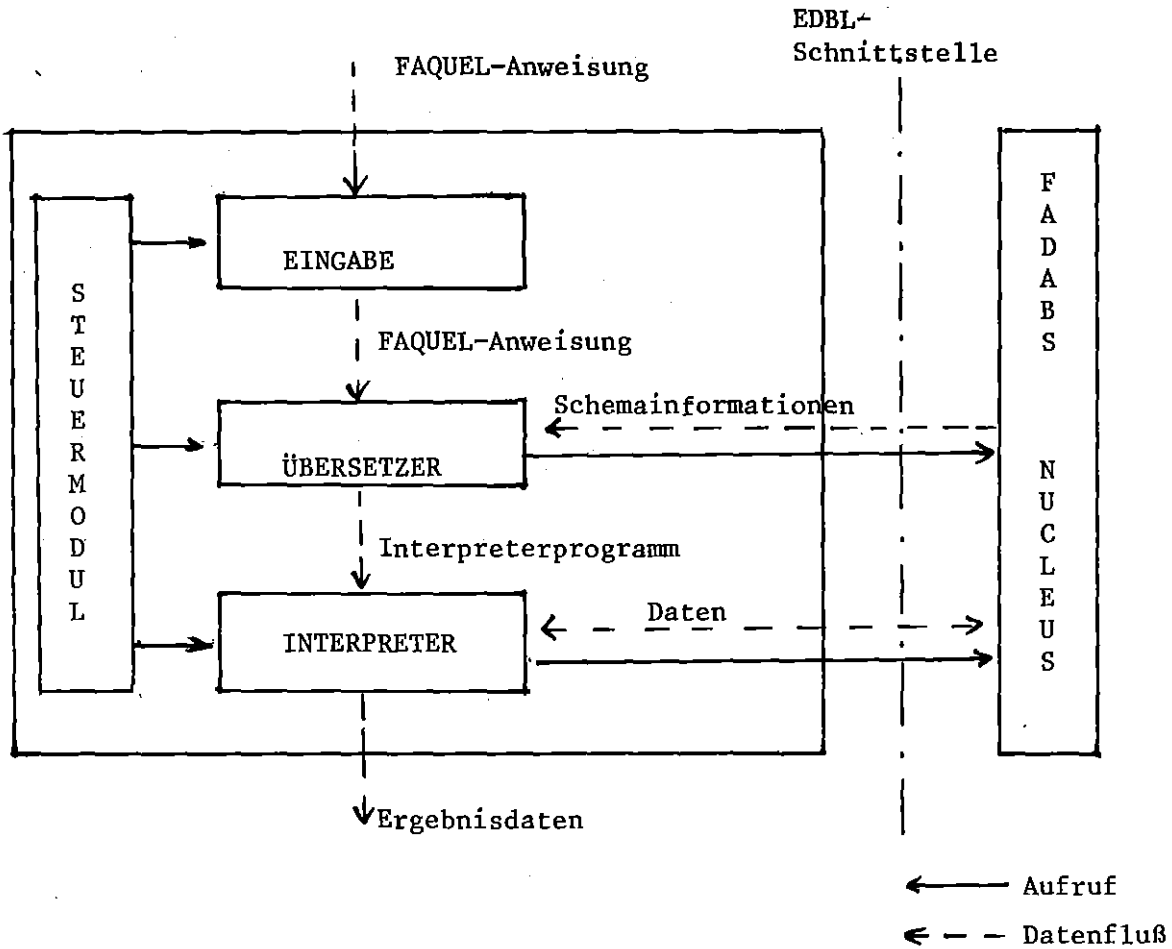 EDBL-
Schnittstelle
FAQUEL-Anweisung
EINGABE
FAQUEL-Anweisung
STEUERMODUL
FADABS NUCLEUS
Schemainformationen
ÜBERSETZER
Interpreterprogramm
Daten
INTERPRETER
Ergebnisdaten
Aufruf
Datenfluß